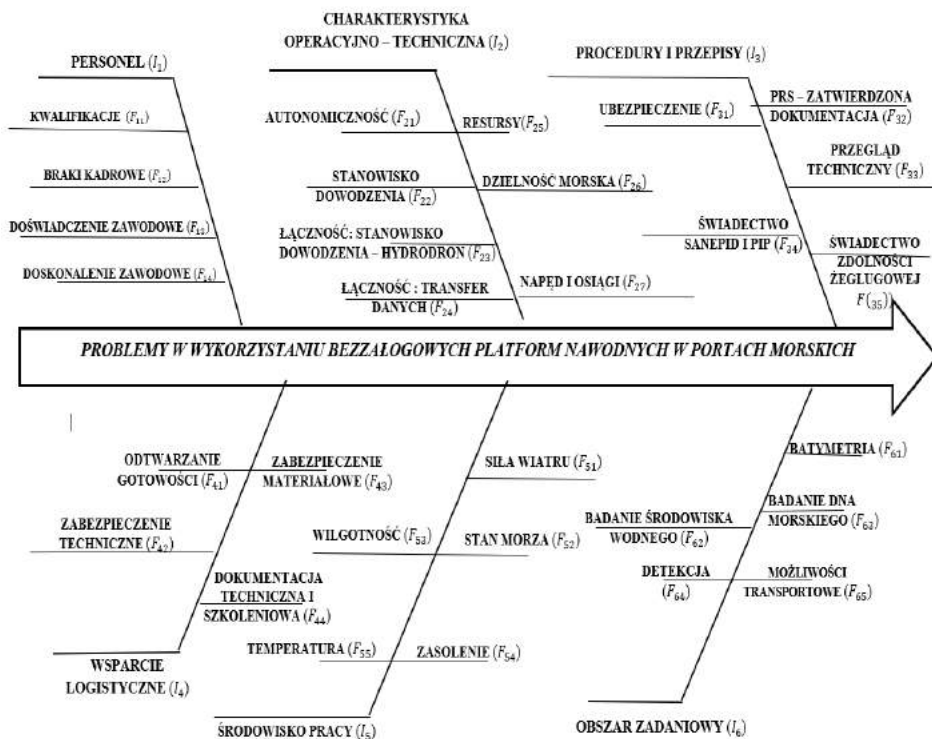 PERSONEL (I₁)
KWALIFIKACJE (F₁₁)
BRAKI KADROWE (F₁₂)
DOŚWIADCZENIE ZAWODOWE (F₁₃)
DOSKONALENIE ZAWODOWE (F₁₄)
CHARAKTERYSTYKA
OPERACYJNO – TECHNICZNA (I₂)
AUTONOMICZNOŚĆ (F₂₁)
RESURSY(F₂₅)
STANOWISKO
DOWODZENIA (F₂₂)
DZIELNOŚĆ MORSKA (F₂₆)
ŁĄCZNOŚĆ: STANOWISKO
DOWODZENIA – HYDRODRON (F₂₃)
ŁĄCZNOŚĆ : TRANSFER
DANYCH (F₂₄)
NAPĘD I OSIĄGI (F₂₇)
PROCEDURY I PRZEPISY (I₃)
UBEZPIECZENIE (F₃₁)
PRS – ZATWIERDZONA
DOKUMENTACJA (F₃₂)
PRZEGLĄD
TECHNICZNY (F₃₃)
ŚWIADECTWO
SANEPID I PIP (F₃₄)
ŚWIADECTWO
ZDOLNOŚCI
ŻEGLUGOWEJ
F(₃₅))
PROBLEMY W WYKORZYSTANIU BEZZAŁOGOWYCH PLATFORM NAWODNYCH W PORTACH MORSKICH
ODTWARZANIE
GOTOWOŚCI (F₄₁)
ZABEZPIECZENIE
MATERIAŁOWE (F₄₃)
ZABEZPIECZENIE
TECHNICZNE (F₄₂)
DOKUMENTACJA
TECHNICZNA I
SZKOLENIOWA (F₄₄)
WSPARCIE
LOGISTYCZNE (I₄)
SIŁA WIATRU (F₅₁)
WILGOTNOŚĆ (F₅₃)
STAN MORZA (F₅₂)
TEMPERATURA (F₅₅)
ZASOLENIE (F₅₄)
ŚRODOWISKO PRACY (I₅)
BATYMETRIA (F₆₁)
BADANIE ŚRODOWISKA
WODNEGO (F₆₂)
BADANIE DNA
MORSKIEGO (F₆₃)
DETEKCJA
(F₆₄)
MOŻLIWOŚCI
TRANSPORTOWE (F₆₅)
OBSZAR ZADANIOWY (I₆)